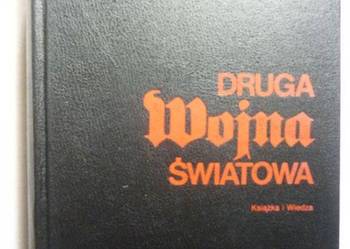 DRUGA
Wojna
ŚWIATOWA
Książka i Wiedza